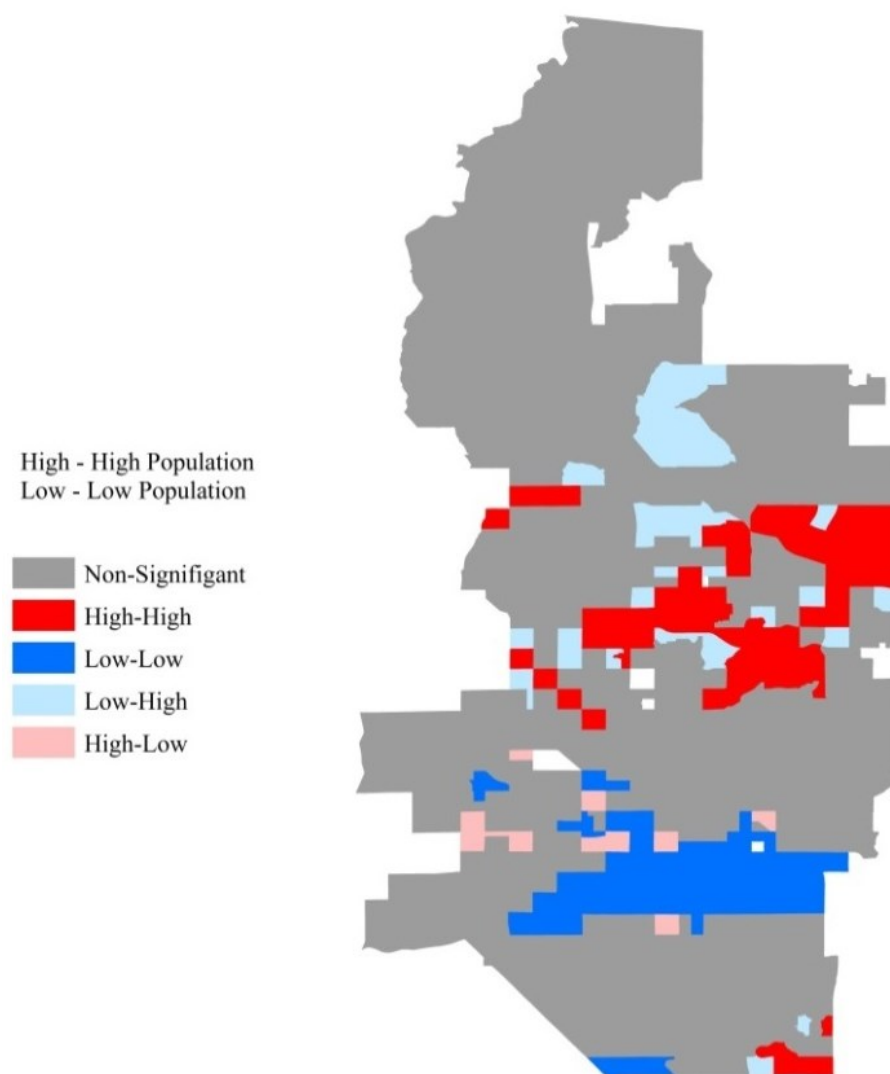 High - High Population
Low - Low Population
Non-Signifigant
High-High
Low-Low
Low-High
High-Low